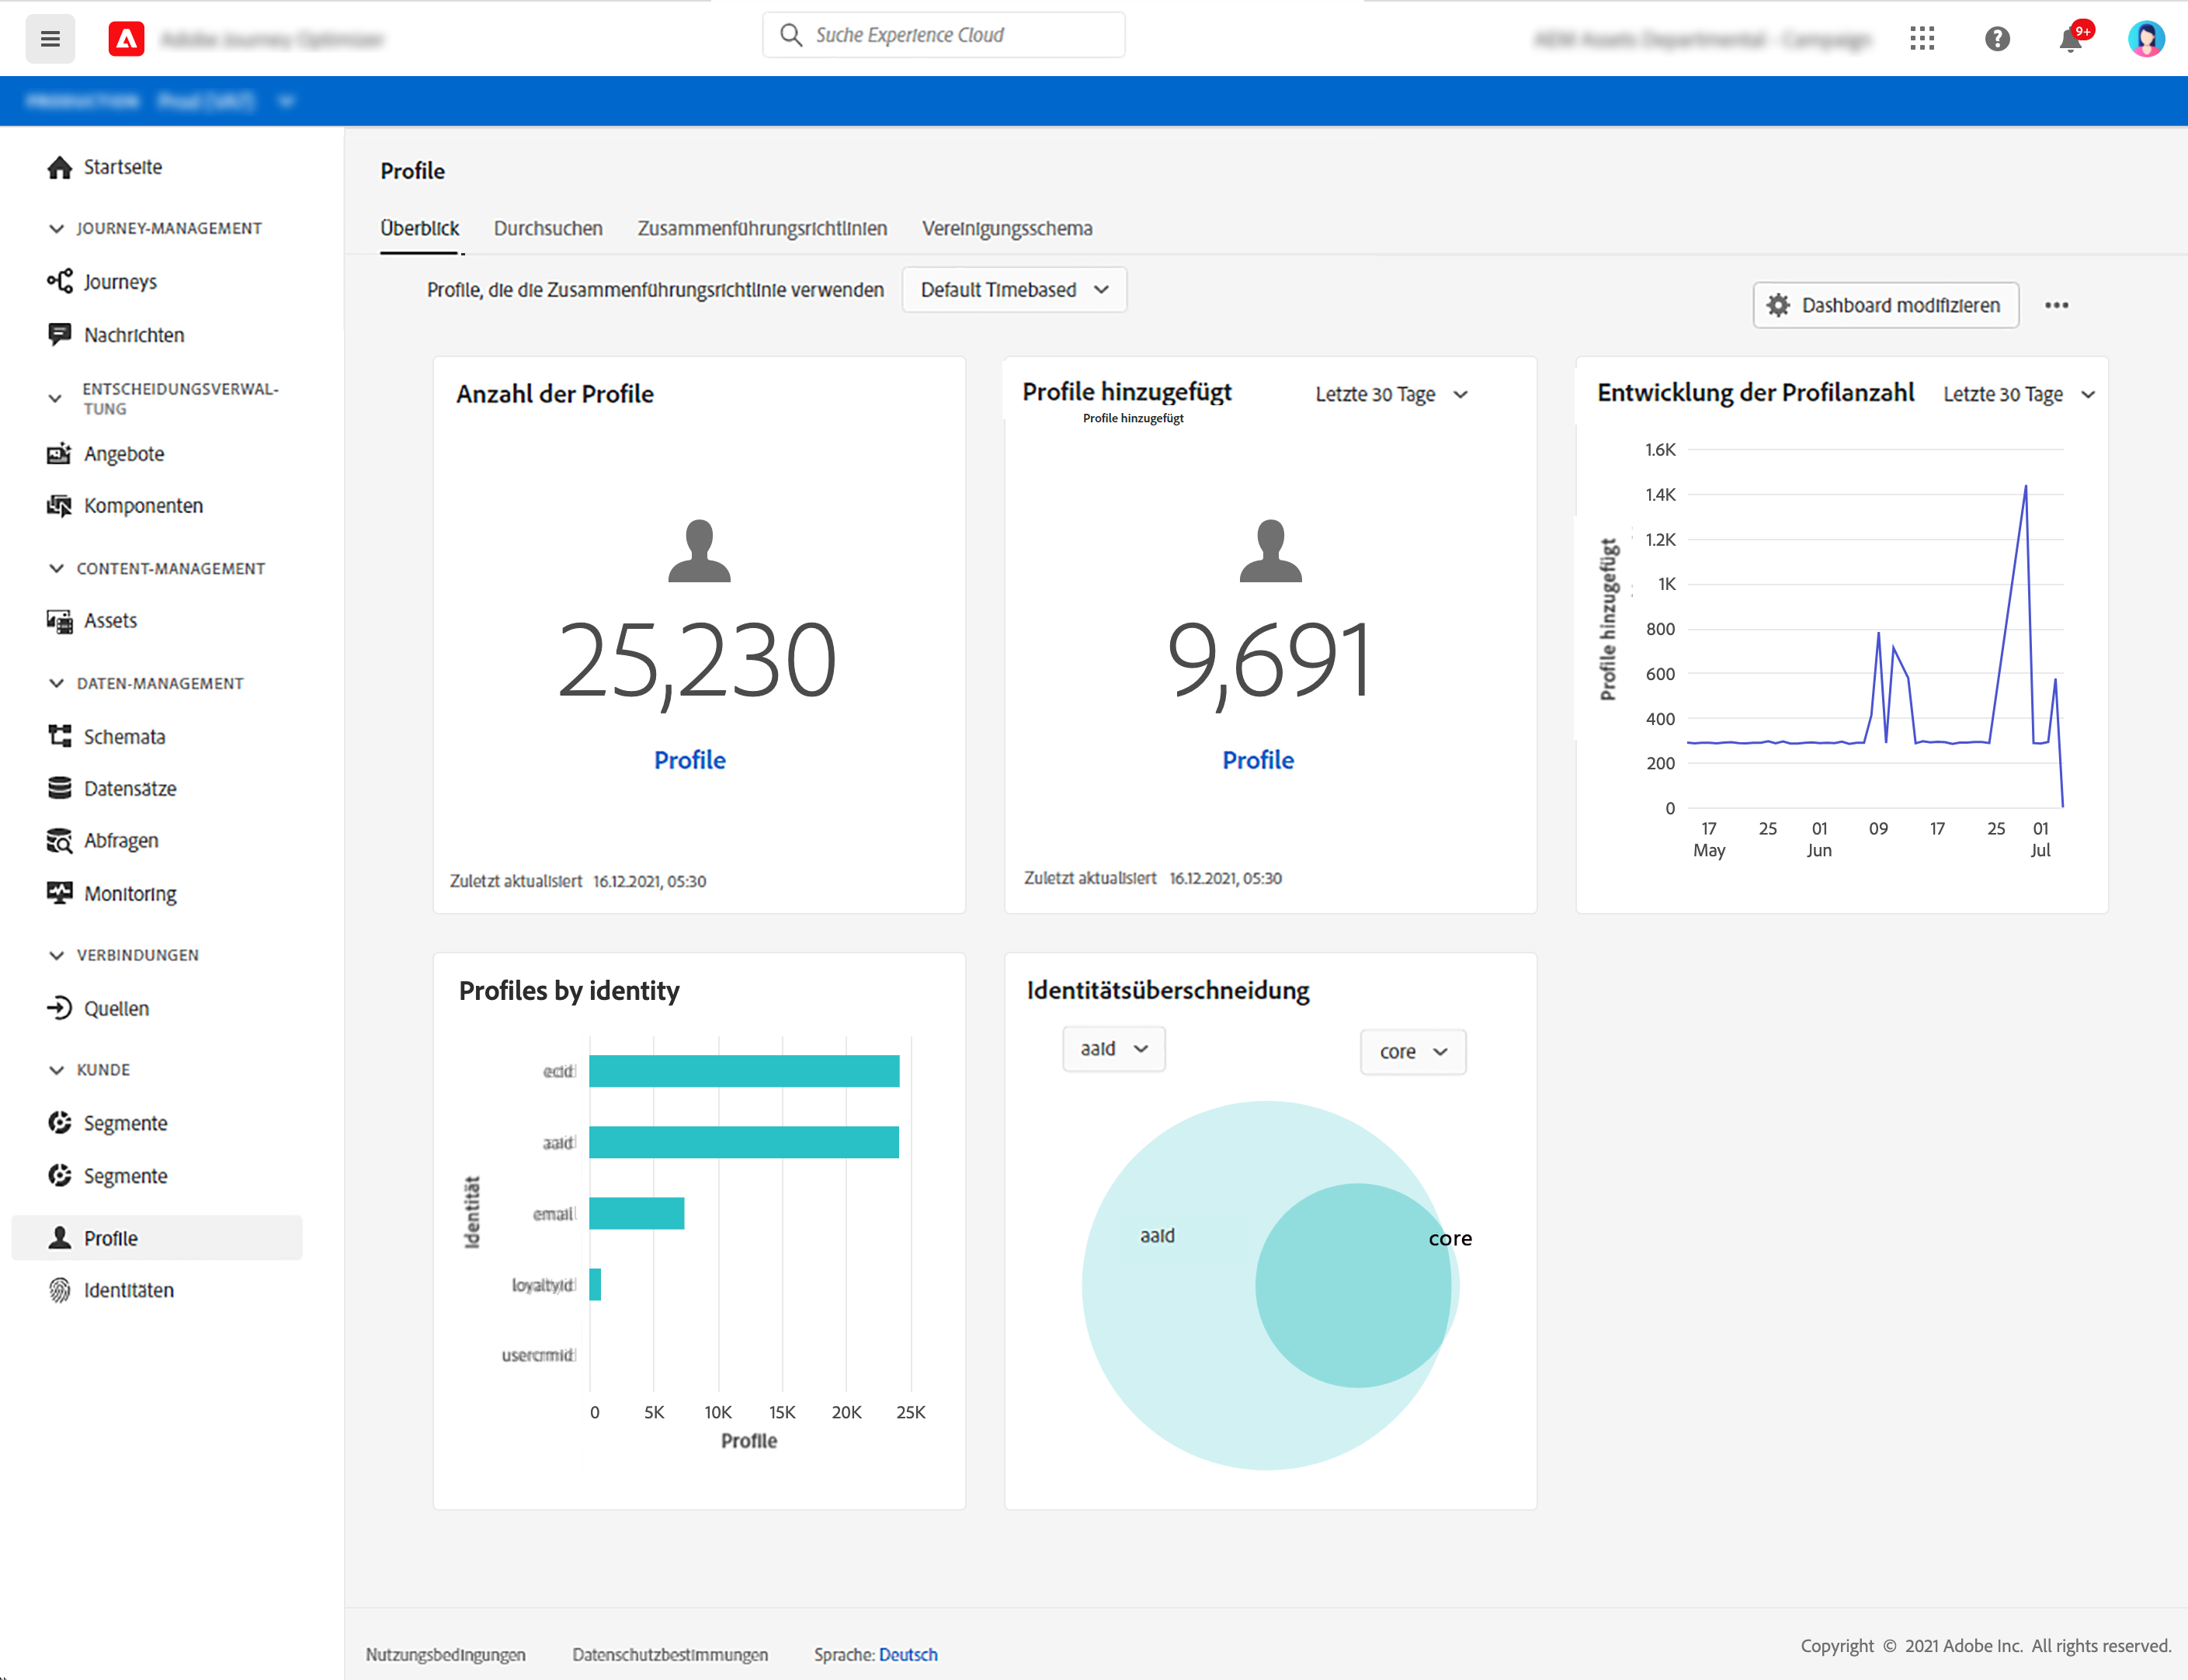 Suche Experience Cloud
9+
Startseite
JOURNEY-MANAGEMENT
Journeys
Nachrichten
ENTSCHEIDUNGSVERWAL-
TUNG
Angebote
Komponenten
CONTENT-MANAGEMENT
Assets
DATEN-MANAGEMENT
Schemata
Datensätze
Abfragen
Monitoring
VERBINDUNGEN
Quellen
KUNDE
Segmente
Segmente
Profile
Identitäten
Profile
Überblick Durchsuchen Zusammenführungsrichtlinien Vereinigungsschema
Profile, die die Zusammenführungsrichtlinie verwenden Default Timebased
Dashboard modifizieren
Anzahl der Profile
25,230
Profile
Zuletzt aktualisiert 16.12.2021, 05:30
Profile hinzugefügt Letzte 30 Tage
Profile hinzugefügt
9,691
Profile
Zuletzt aktualisiert 16.12.2021, 05:30
Entwicklung der Profilanzahl Letzte 30 Tage
Profile hinzugefügt
1.6K
1.4K
1.2K
1K
800
600
400
200
0
17 25 01 09 17 25 01
May Jun Jul
Profiles by identity
Identität
ecid
aaid
email
loyaltyid
usercrmid
0 5K 10K 15K 20K 25K
Profile
Identitätsüberschneidung
aaid core
aaid
core
Nutzungsbedingungen Datenschutzbestimmungen Sprache: Deutsch
Copyright © 2021 Adobe Inc. All rights reserved.